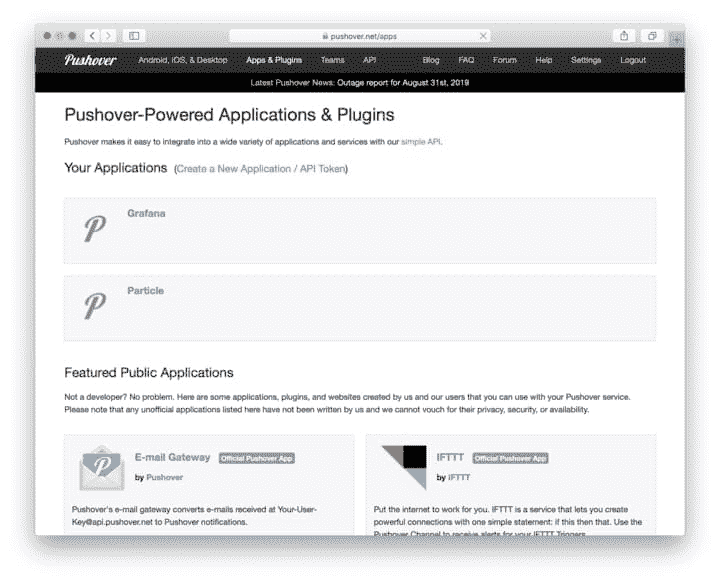 pushover.net/apps
Pushover
Android, iOS, & Desktop
Apps & Plugins
Teams
API
Blog
FAQ
Forum
Help
Settings
Logout
Latest Pushover News: Outage report for August 31st, 2019
Pushover-Powered Applications & Plugins
Pushover makes it easy to integrate into a wide variety of applications and services with our simple API.
Your Applications (Create a New Application / API Token)
Grafana
Particle
Featured Public Applications
Not a developer? No problem. Here are some applications, plugins, and websites created by us and our users that you can use with your Pushover service.
Please note that any unofficial applications listed here have not been written by us and we cannot vouch for their privacy, security, or availability.
E-mail Gateway Official Pushover App
by Pushover
Pushover's e-mail gateway converts e-mails received at Your-User-
Key@api.pushover.net to Pushover notifications.
IFTTT Official Pushover App
by IFTTT
Put the internet to work for you. IFTTT is a service that lets you create
powerful connections with one simple statement: if this then that. Use the
Pushover Channel to receive alerts for your IFTTT Triggers